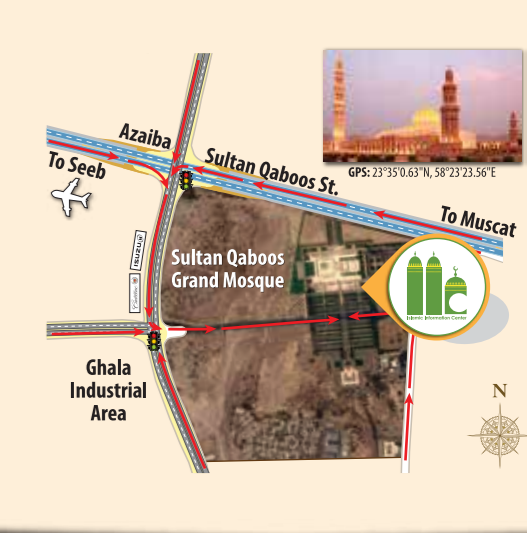 GPS: 23°35'0.63"N, 58°23'23.56"E
Azaiba
To Seeb
Sultan Qaboos St.
To Muscat
ISUZU
Sultan Qaboos
Grand Mosque
Islamic Information Center
Ghala
Industrial
Area
N